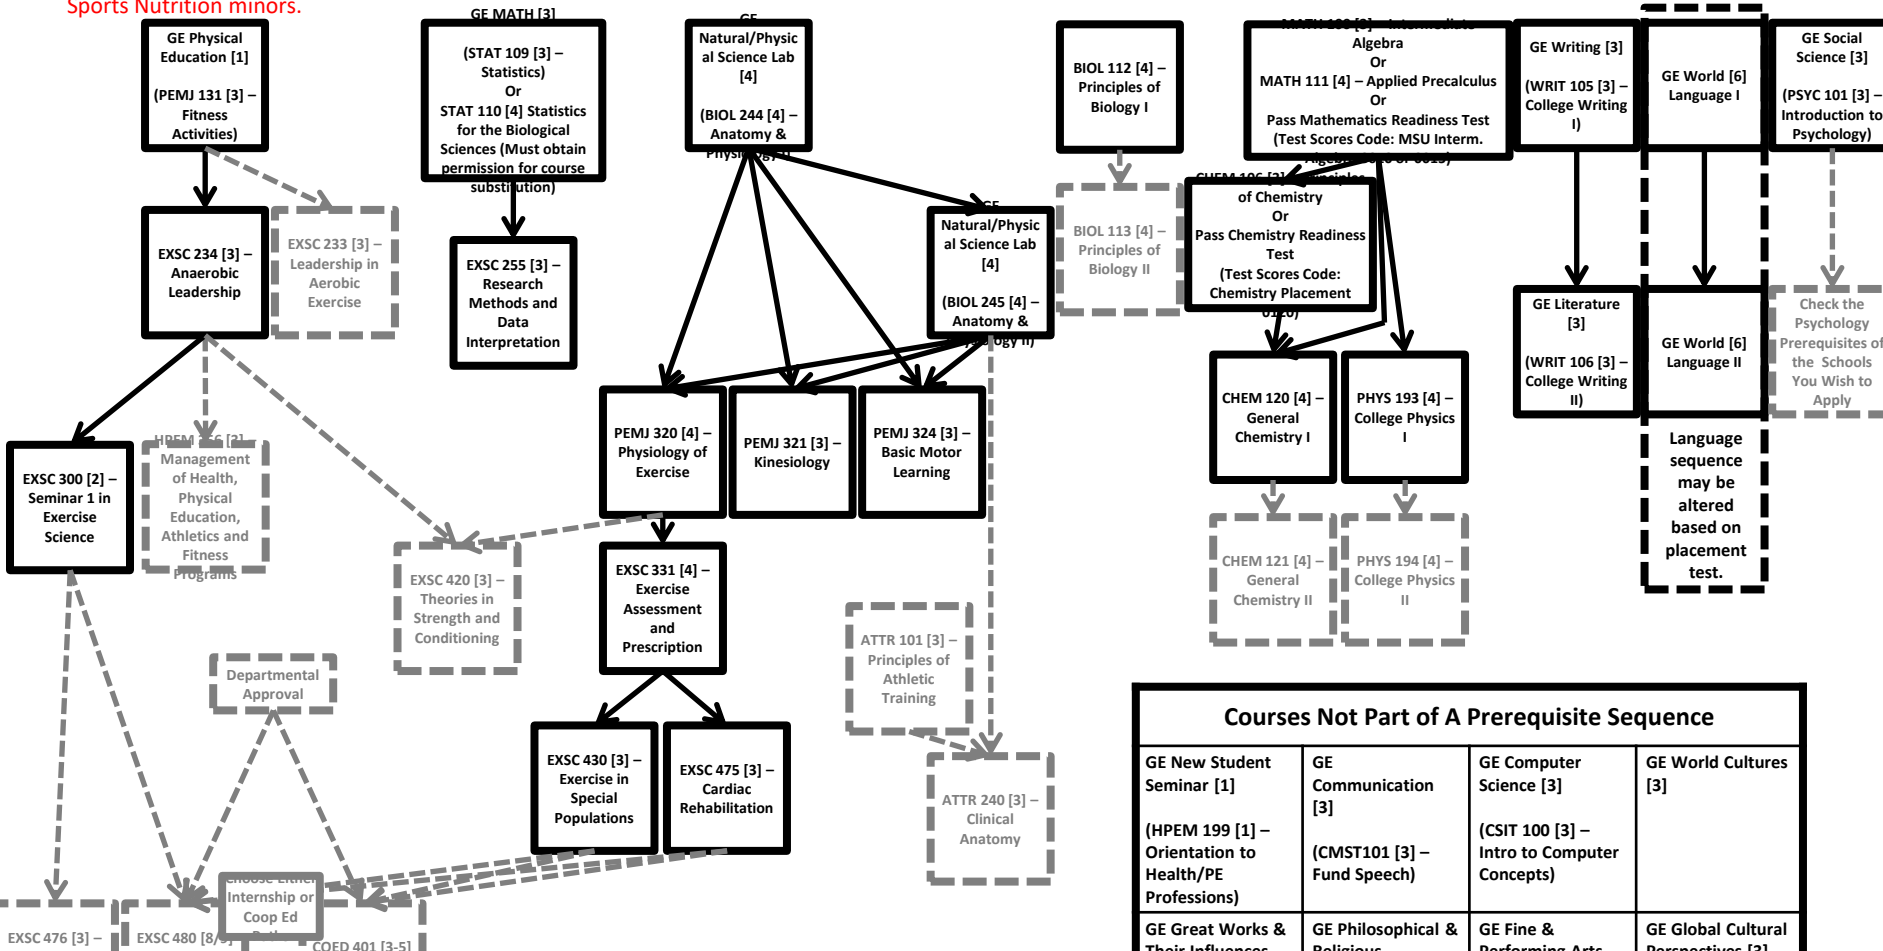 Sports Nutrition minors.
GE Physical
Education [1]
(PEMJ 131 [3] –
Fitness
Activities)
GE MATH [3]
(STAT 109 [3] –
Statistics)
Or
STAT 110 [4] Statistics
for the Biological
Sciences (Must obtain
permission for course
substitution)
GE
Natural/Physic
al Science Lab
[4]
(BIOL 244 [4] –
Anatomy &
BIOL 112 [4] –
Principles of
Biology I
Algebra
Or
MATH 111 [4] – Applied Precalculus
Or
Pass Mathematics Readiness Test
(Test Scores Code: MSU Interm.
GE Writing [3]
(WRIT 105 [3] –
College Writing
I)
GE World [6]
Language I
GE Social
Science [3]
(PSYC 101 [3] –
Introduction to
Psychology)
EXSC 234 [3] –
Anaerobic
Leadership
EXSC 233 [3] –
Leadership in
Aerobic
Exercise
EXSC 255 [3] –
Research
Methods and
Data
Interpretation
GE
Natural/Physic
al Science Lab
[4]
(BIOL 245 [4] –
Anatomy &
BIOL 113 [4] –
Principles of
Biology II
of Chemistry
Or
Pass Chemistry Readiness
Test
(Test Scores Code:
Chemistry Placement
GE Literature
[3]
(WRIT 106 [3] –
College Writing
II)
GE World [6]
Language II
Check the
Psychology
Prerequisites of
the Schools
You Wish to
Apply
EXSC 300 [2] –
Seminar 1 in
Exercise
Science
Management
of Health,
Physical
Education,
Athletics and
Fitness
Programs
PEMJ 320 [4] –
Physiology of
Exercise
PEMJ 321 [3] –
Kinesiology
PEMJ 324 [3] –
Basic Motor
Learning
CHEM 120 [4] –
General
Chemistry I
PHYS 193 [4] –
College Physics
I
Language
sequence
may be
altered
based on
placement
test.
EXSC 420 [3] –
Theories in
Strength and
Conditioning
EXSC 331 [4] –
Exercise
Assessment
and
Prescription
CHEM 121 [4] –
General
Chemistry II
PHYS 194 [4] –
College Physics
II
Departmental
Approval
ATTR 101 [3] –
Principles of
Athletic
Training
EXSC 430 [3] –
Exercise in
Special
Populations
EXSC 475 [3] –
Cardiac
Rehabilitation
ATTR 240 [3] –
Clinical
Anatomy
Choose Either
Internship or
Coop Ed
EXSC 476 [3] –
EXSC 480 [8/9]
COED 401 [3-5]
Courses Not Part of A Prerequisite Sequence
GE New Student
Seminar [1]
(HPEM 199 [1] –
Orientation to
Health/PE
Professions)
GE
Communication
[3]
(CMST101 [3] –
Fund Speech)
GE Computer
Science [3]
(CSIT 100 [3] –
Intro to Computer
Concepts)
GE World Cultures
[3]
GE Great Works &
Their Influences
GE Philosophical &
Religious
GE Fine &
Performing Arts
GE Global Cultural
Perspectives [3]